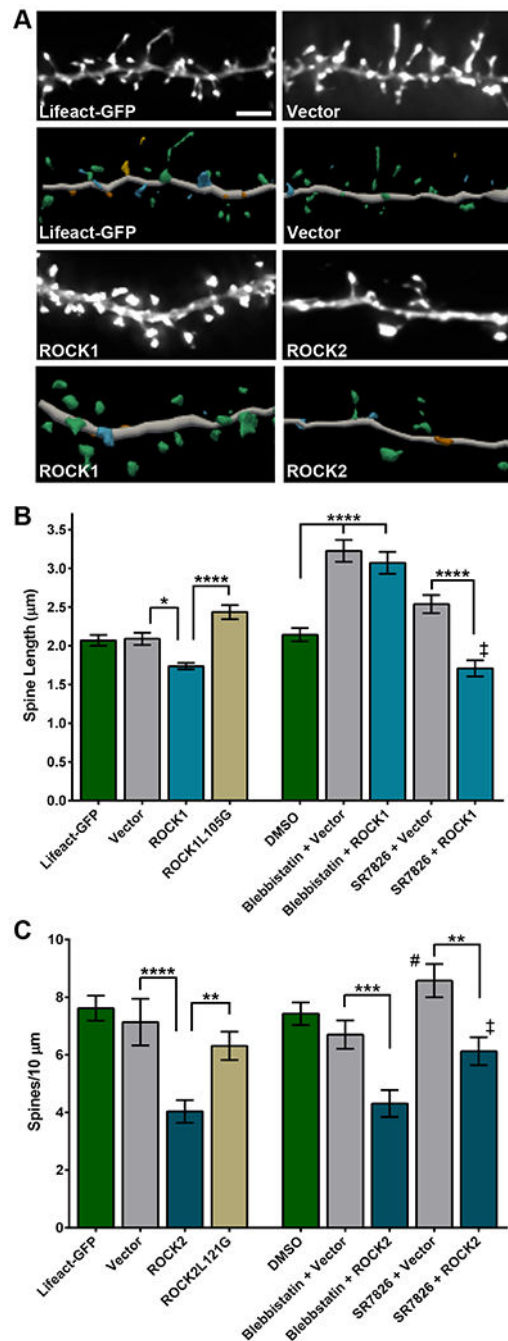 A
Lifeact-GFP
Vector
Lifeact-GFP
Vector
ROCK1
ROCK2
ROCK1
ROCK2
B
Spine Length (µm)
3.5
3.0
2.5
2.0
1.5
1.0
0.5
0.0
*
****
****
****
‡
Lifeact-GFP
Vector
ROCK1
ROCK1L105G
DMSO
Blebbistatin + Vector
Blebbistatin + ROCK1
SR7826 + Vector
SR7826 + ROCK1
C
Spines/10 µm
10
8
6
4
2
0
****
**
***
#
**
‡
Lifeact-GFP
Vector
ROCK2
ROCK2L121G
DMSO
Blebbistatin + Vector
Blebbstatin + ROCK2
SR7826 + Vector
SR7826 + ROCK2